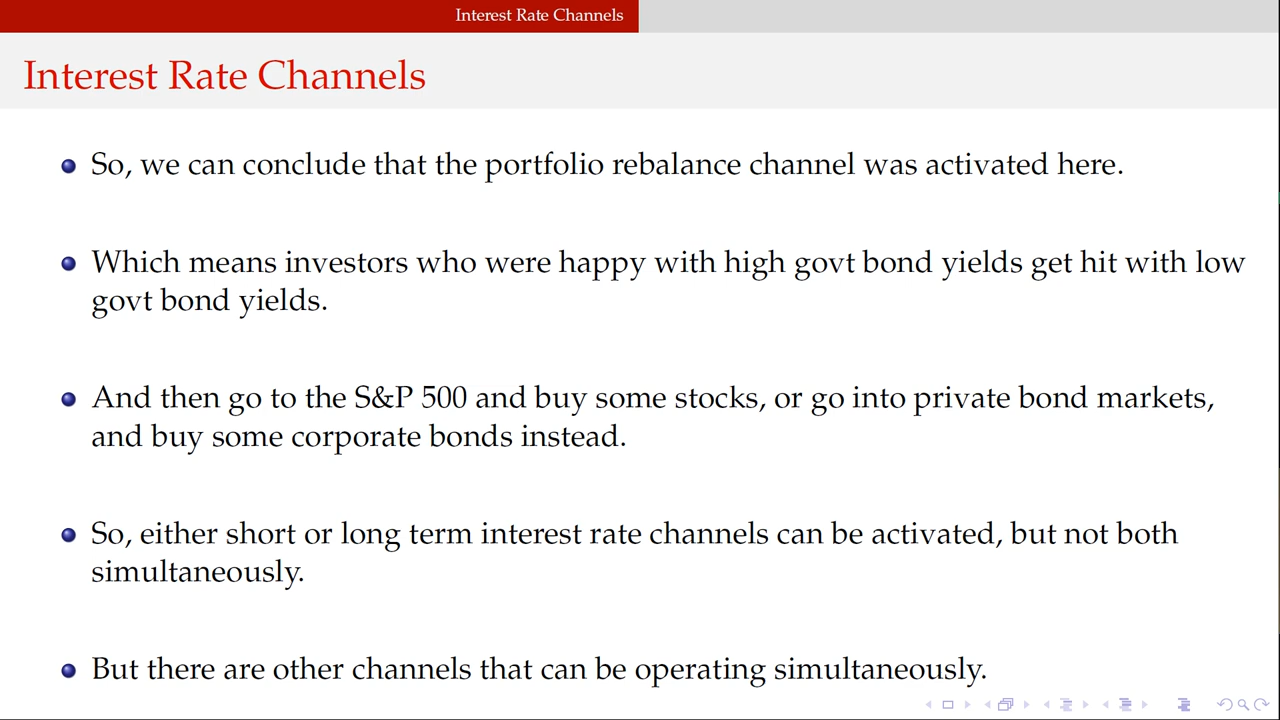 Interest Rate Channels
Interest Rate Channels
So, we can conclude that the portfolio rebalance channel was activated here.
Which means investors who were happy with high govt bond yields get hit with low
govt bond yields.
And then go to the S&P 500 and buy some stocks, or go into private bond markets,
and buy some corporate bonds instead.
So, either short or long term interest rate channels can be activated, but not both
simultaneously.
But there are other channels that can be operating simultaneously.